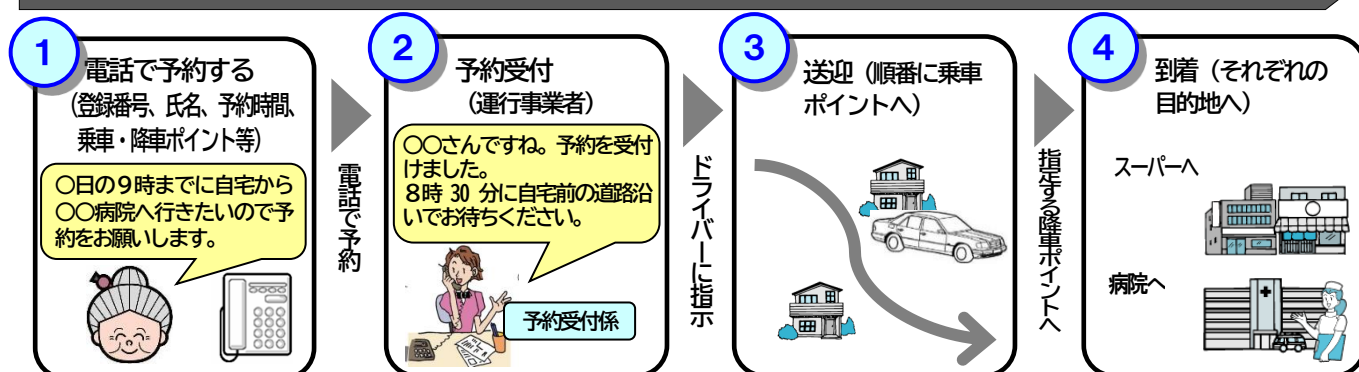 1
電話で予約する
（登録番号、氏名、予約時間、
乗車・降車ポイント等）
〇日の９時までに自宅から
〇〇病院へ行きたいので予
約をお願いします。
電話で予約
2
予約受付
（運行事業者）
〇〇さんですね。予約を受付
けました。
８時 30 分に自宅前の道路沿
いでお待ちください。
予約受付係
ドライバーに指示
3
送迎（順番に乗車
ポイントへ）
指定する降車ポイントへ
4
到着（それぞれの
目的地へ）
スーパーへ
病院へ